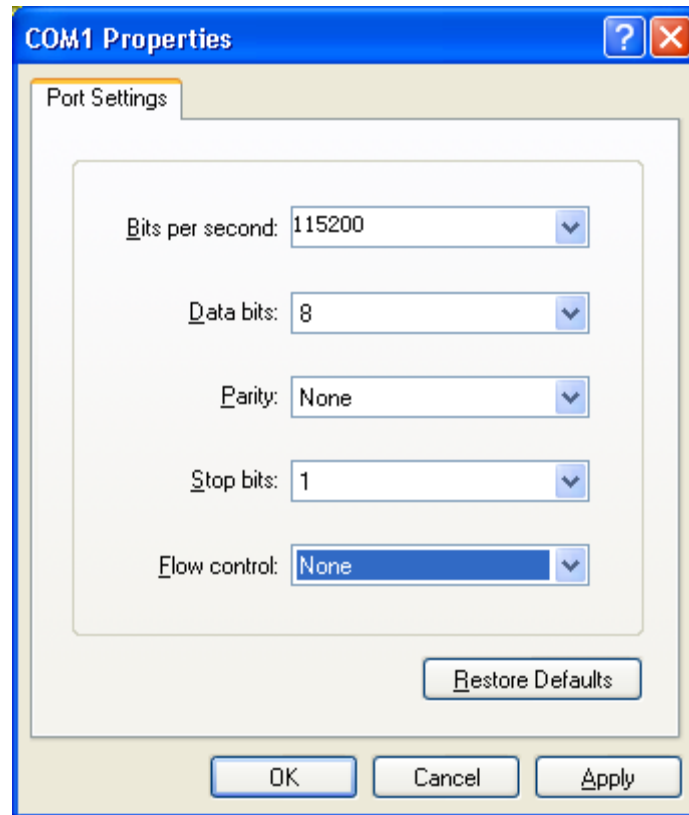 COM1 Properties
Port Settings
Bits per second: 115200
Data bits: 8
Parity: None
Stop bits: 1
Flow control: None
Restore Defaults
OK Cancel Apply